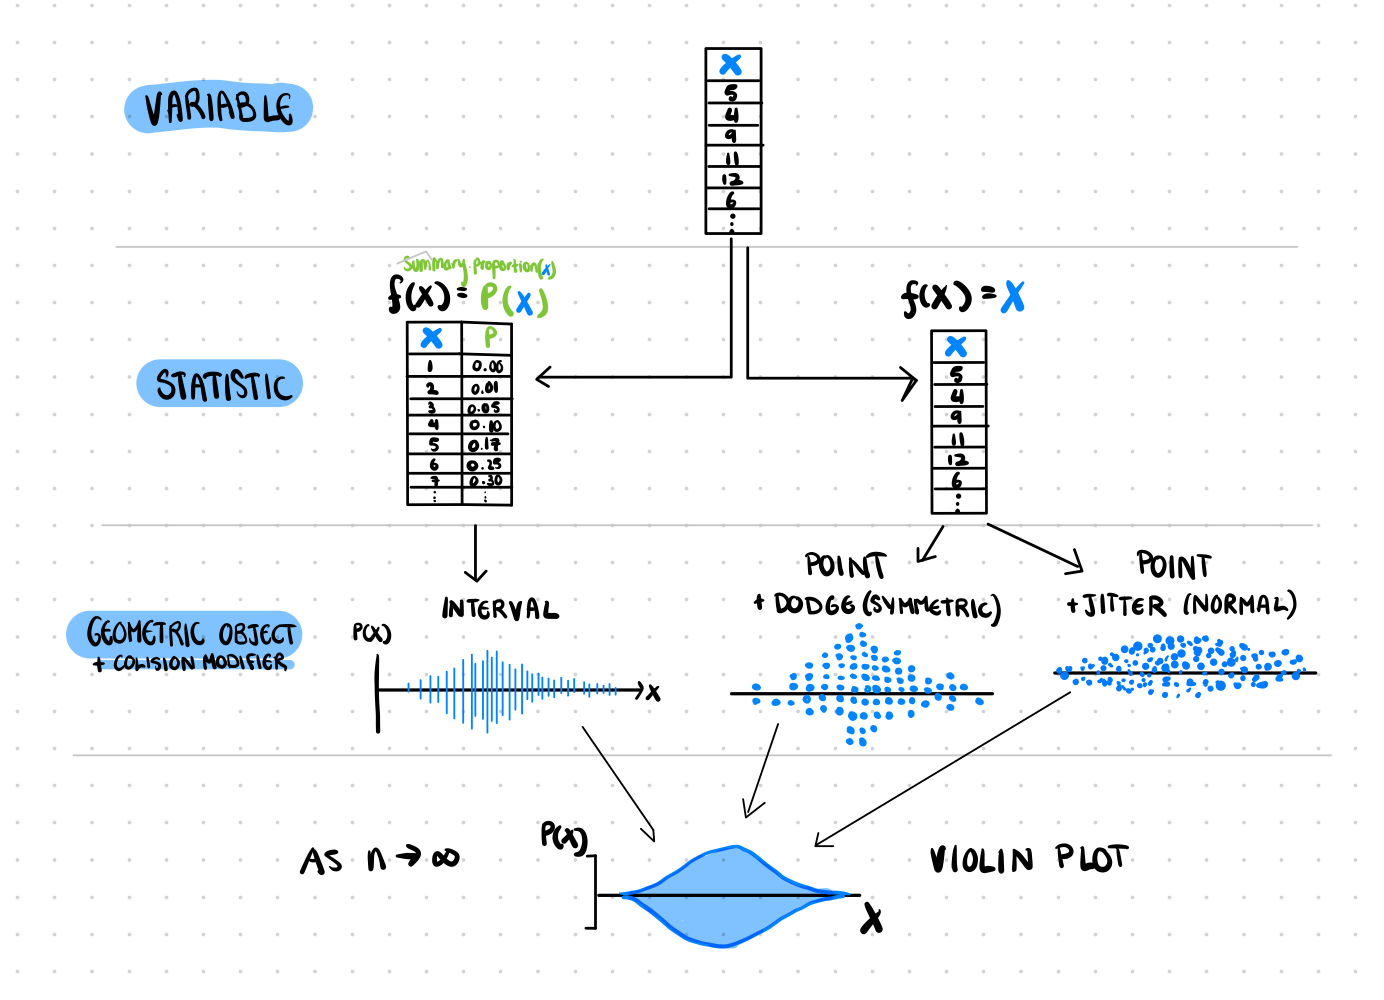 VARIABLE
X
5
4
9
11
12
6
⋮
STATISTIC
Summary.Proportion(x)
f(X) = P(X)
X P
1 0.00
2 0.01
3 0.05
4 0.10
5 0.17
6 0.25
7 0.30
⋮ ⋮
f(X) = X
X
5
4
9
11
12
6
⋮
GEOMETRIC OBJECT
+ COLISION MODIFIER
INTERVAL
P(X)
X
POINT
+ DODGE (SYMMETRIC)
POINT
+ JITTER (NORMAL)
AS n → ∞
P(X)
X
VIOLIN PLOT